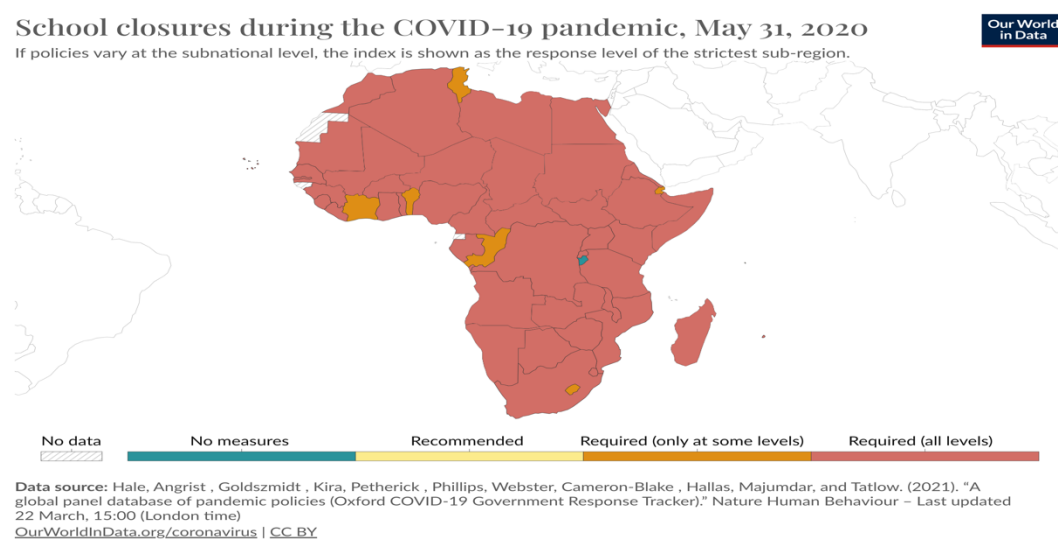 School closures during the COVID-19 pandemic, May 31, 2020
Our World
in Data
If policies vary at the subnational level, the index is shown as the response level of the strictest sub-region.
No data
No measures
Recommended
Required (only at some levels)
Required (all levels)
Data source: Hale, Angrist , Goldszmidt , Kira, Petherick , Phillips, Webster, Cameron-Blake , Hallas, Majumdar, and Tatlow. (2021). “A
global panel database of pandemic policies (Oxford COVID-19 Government Response Tracker).” Nature Human Behaviour – Last updated
22 March, 15:00 (London time)
OurWorldInData.org/coronavirus | CC BY